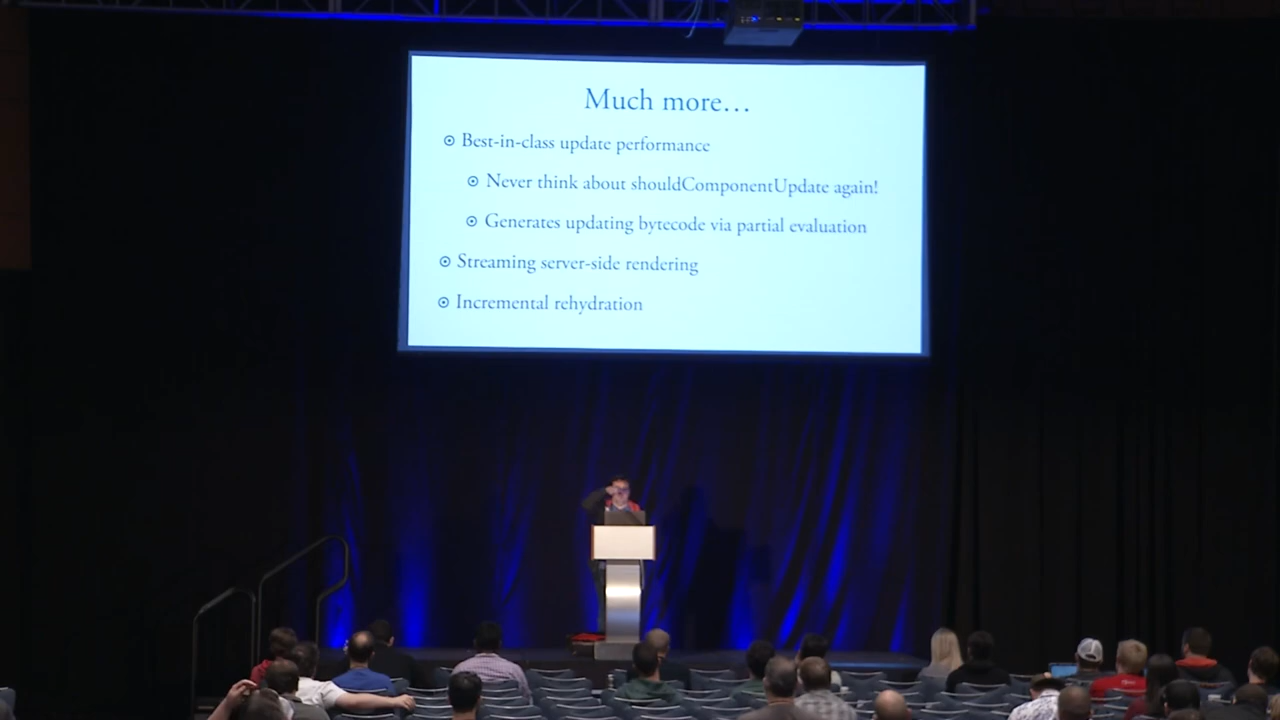 Much more…
Best-in-class update performance
Never think about shouldComponentUpdate again!
Generates updating bytecode via partial evaluation
Streaming server-side rendering
Incremental rehydration